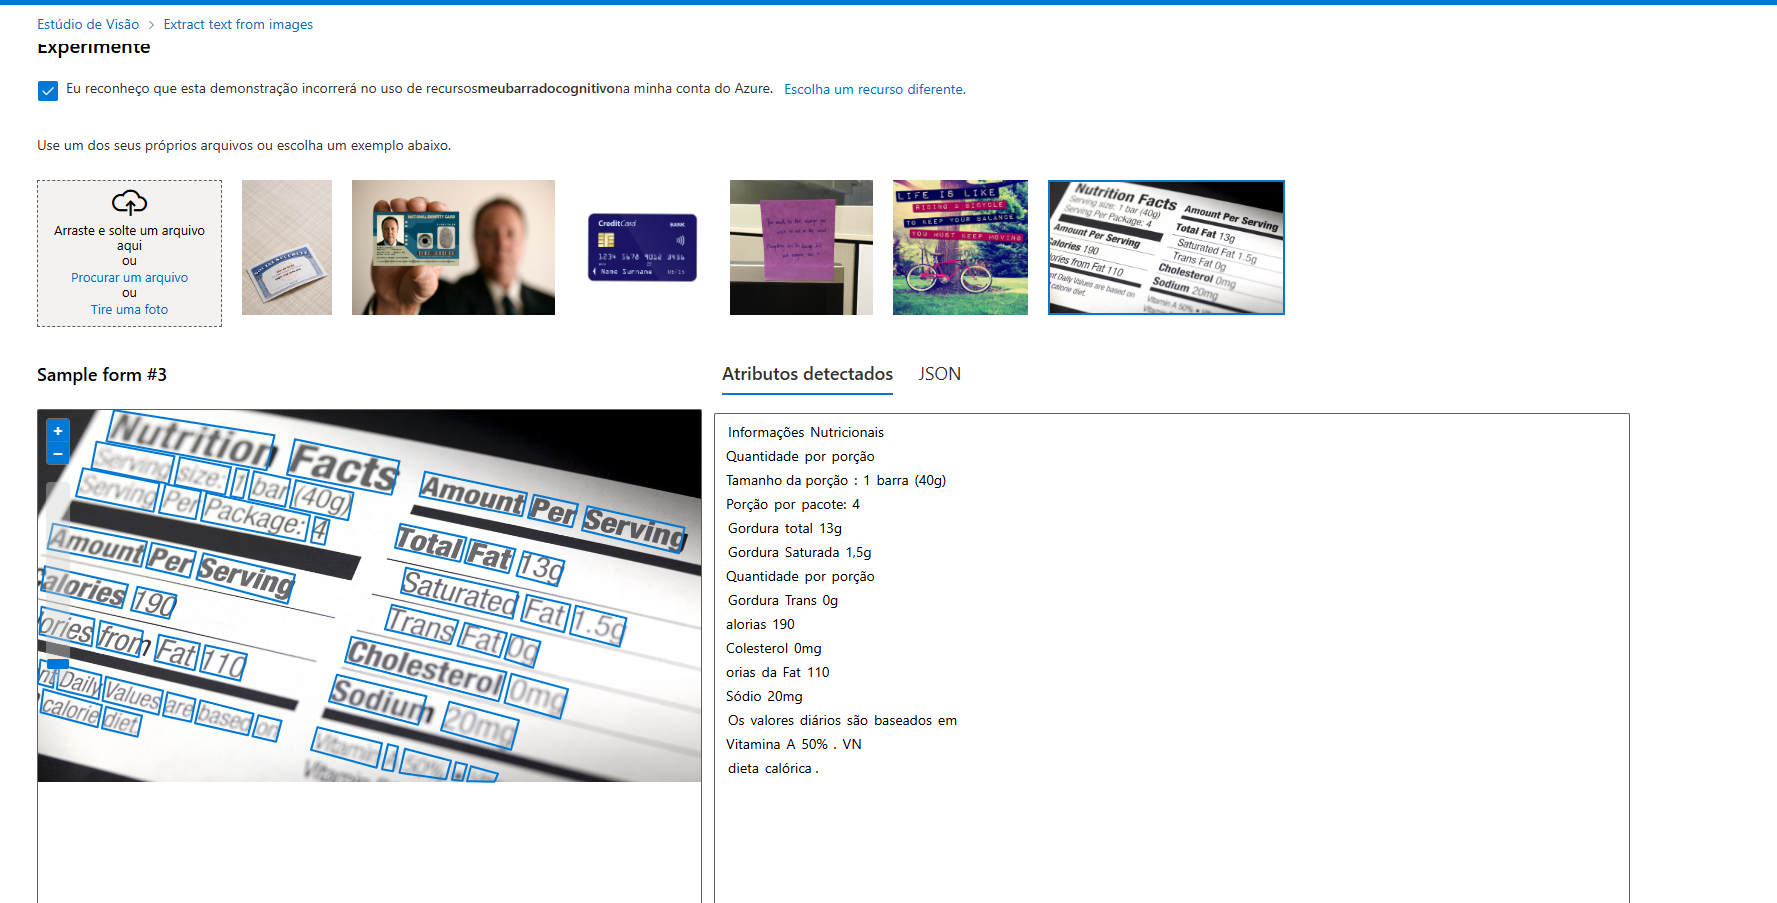 Estúdio de Visão > Extract text from images
Experimente
Eu reconheço que esta demonstração incorrerá no uso de recursosmeubarradocognitivona minha conta do Azure. Escolha um recurso diferente.
Use um dos seus próprios arquivos ou escolha um exemplo abaixo.
Arraste e solte um arquivo
aqui
ou
Procurar um arquivo
ou
Tire uma foto
SOCIAL SECURITY
NATIONAL IDENTITY CARD
CreditCard BANK
1234 5678 9012 3456
Name Surname
LIFE IS LIKE
RIDING A BICYCLE
TO KEEP YOUR BALANCE
YOU MUST KEEP MOVING
Nutrition Facts
Serving size: 1 bar (40g)
Serving Per Package: 4
Amount Per Serving
alories 190
ories from Fat 110
nt Daily Values are based on
calorie diet.
Amount Per Serving
Total Fat 13g
Saturated Fat 1.5g
Trans Fat 0g
Cholesterol 0mg
Sodium 20mg
Vitamin A 50% •
Sample form #3
+
−
Nutrition Facts
Serving size: 1 bar (40g)
Serving Per Package: 4
Amount Per Serving
alories 190
ories from Fat 110
nt Daily Values are based on
calorie diet.
Amount Per Serving
Total Fat 13g
Saturated Fat 1.5g
Trans Fat 0g
Cholesterol 0mg
Sodium 20mg
Vitamin A 50% •
Vitamin
Atributos detectados JSON
Informações Nutricionais
Quantidade por porção
Tamanho da porção : 1 barra (40g)
Porção por pacote: 4
Gordura total 13g
Gordura Saturada 1,5g
Quantidade por porção
Gordura Trans 0g
alorias 190
Colesterol 0mg
orias da Fat 110
Sódio 20mg
Os valores diários são baseados em
Vitamina A 50% . VN
dieta calórica .